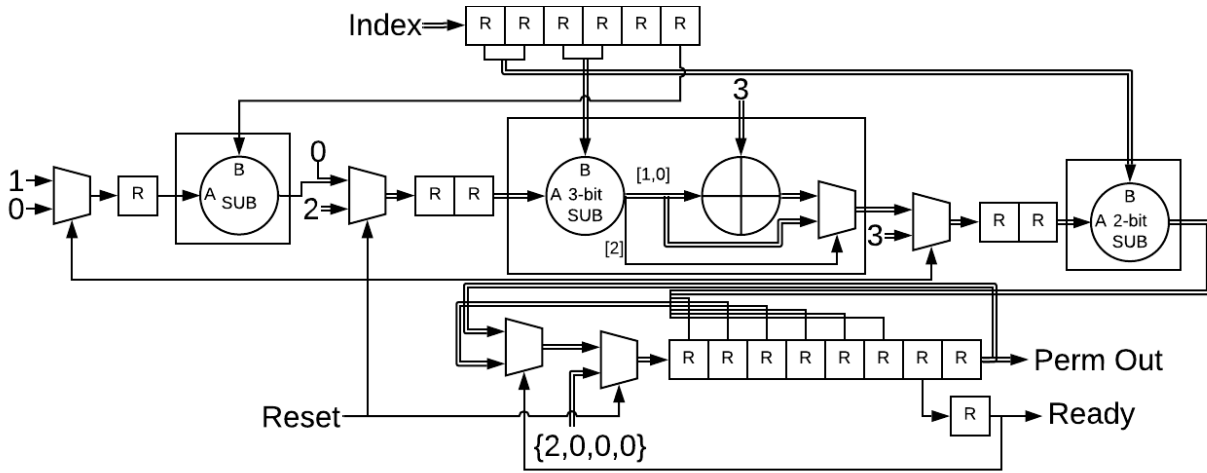 Index R R R R R R
3
1
0
R
A
B
SUB
0
2
R R
A
B
3-bit
SUB
[1,0]
[2]
3
R R
A
B
2-bit
SUB
R R R R R R R R
Perm Out
Reset
{2,0,0,0}
R
Ready